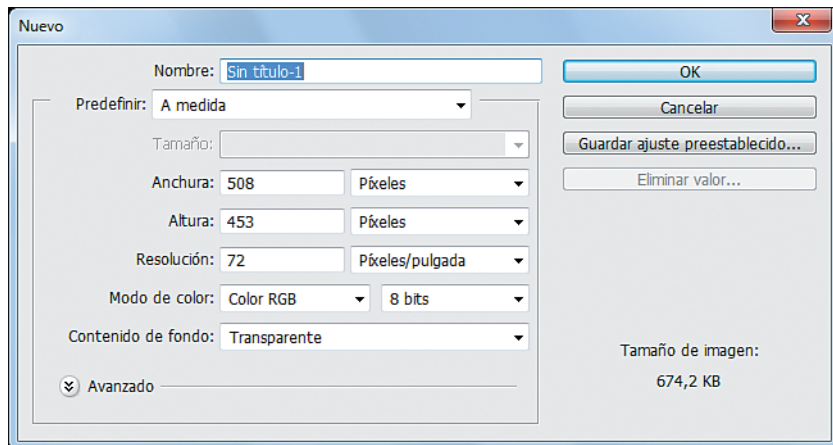 Nuevo
Nombre: Sin título-1
OK
Predefinir: A medida
Cancelar
Tamaño:
Guardar ajuste preestablecido...
Anchura: 508 Píxeles
Eliminar valor...
Altura: 453 Píxeles
Resolución: 72 Píxeles/pulgada
Modo de color: Color RGB 8 bits
Contenido de fondo: Transparente
Tamaño de imagen:
674,2 KB
Avanzado